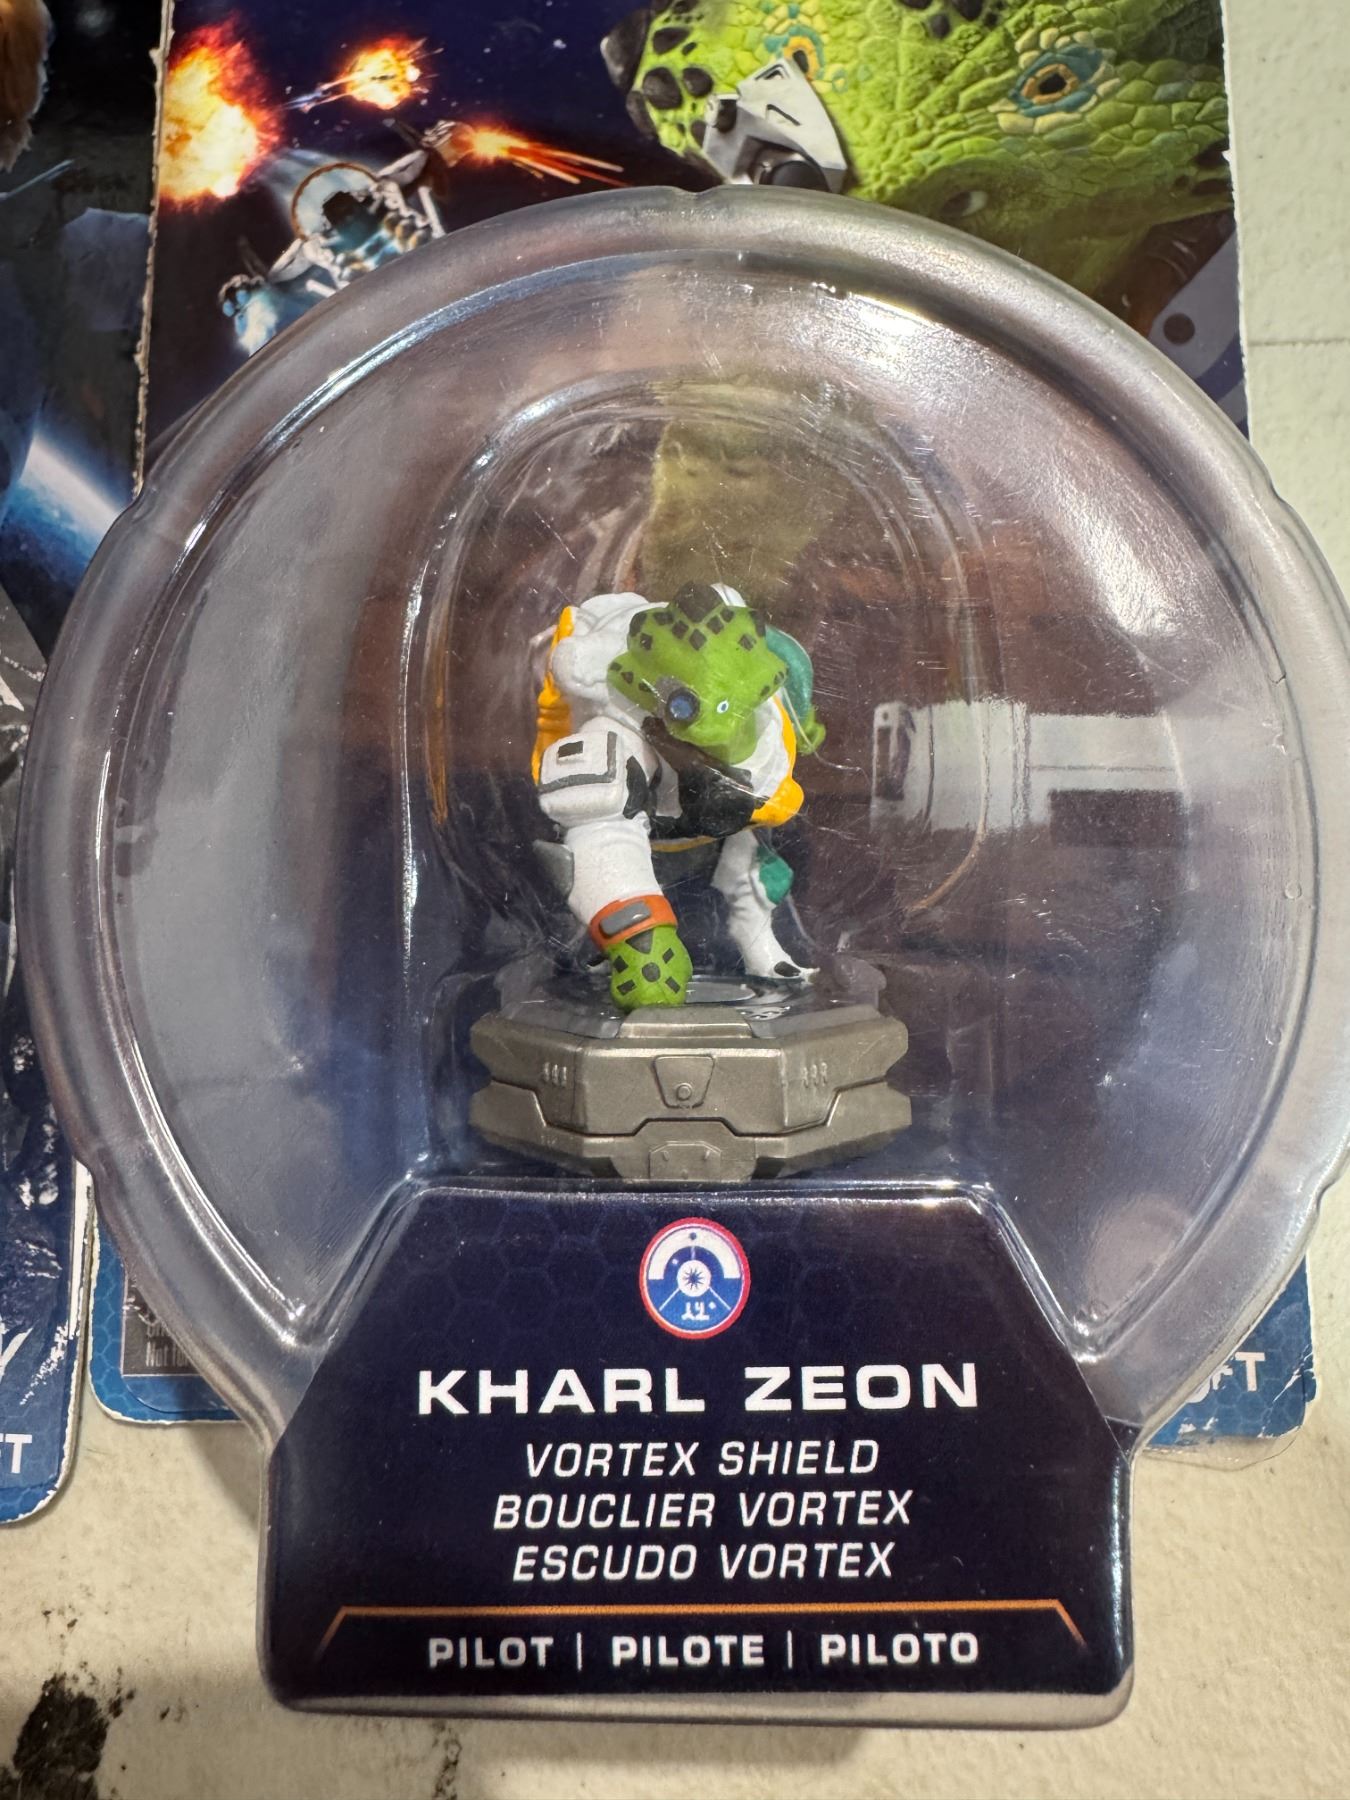 KHARL ZEON
VORTEX SHIELD
BOUCLIER VORTEX
ESCUDO VORTEX
PILOT | PILOTE | PILOTO